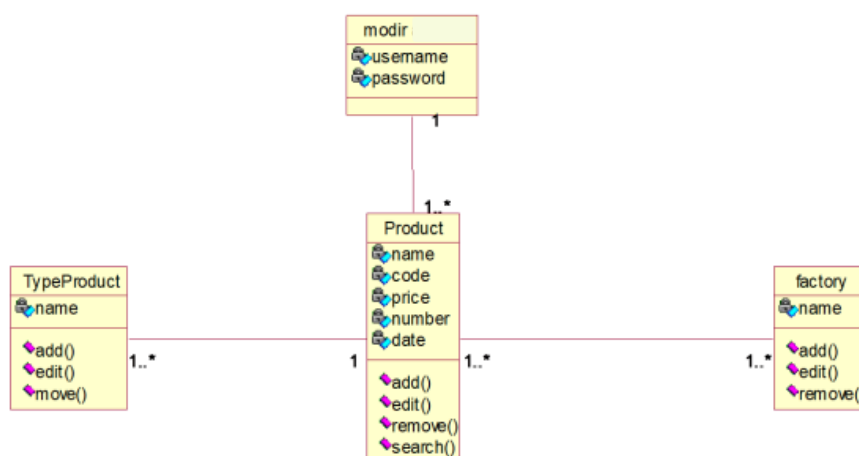 modir
username
password
1
1..*
Product
name
code
price
number
date
add()
edit()
remove()
search()
TypeProduct
name
add()
edit()
move()
1..*
1
1..*
1..*
factory
name
add()
edit()
remove()